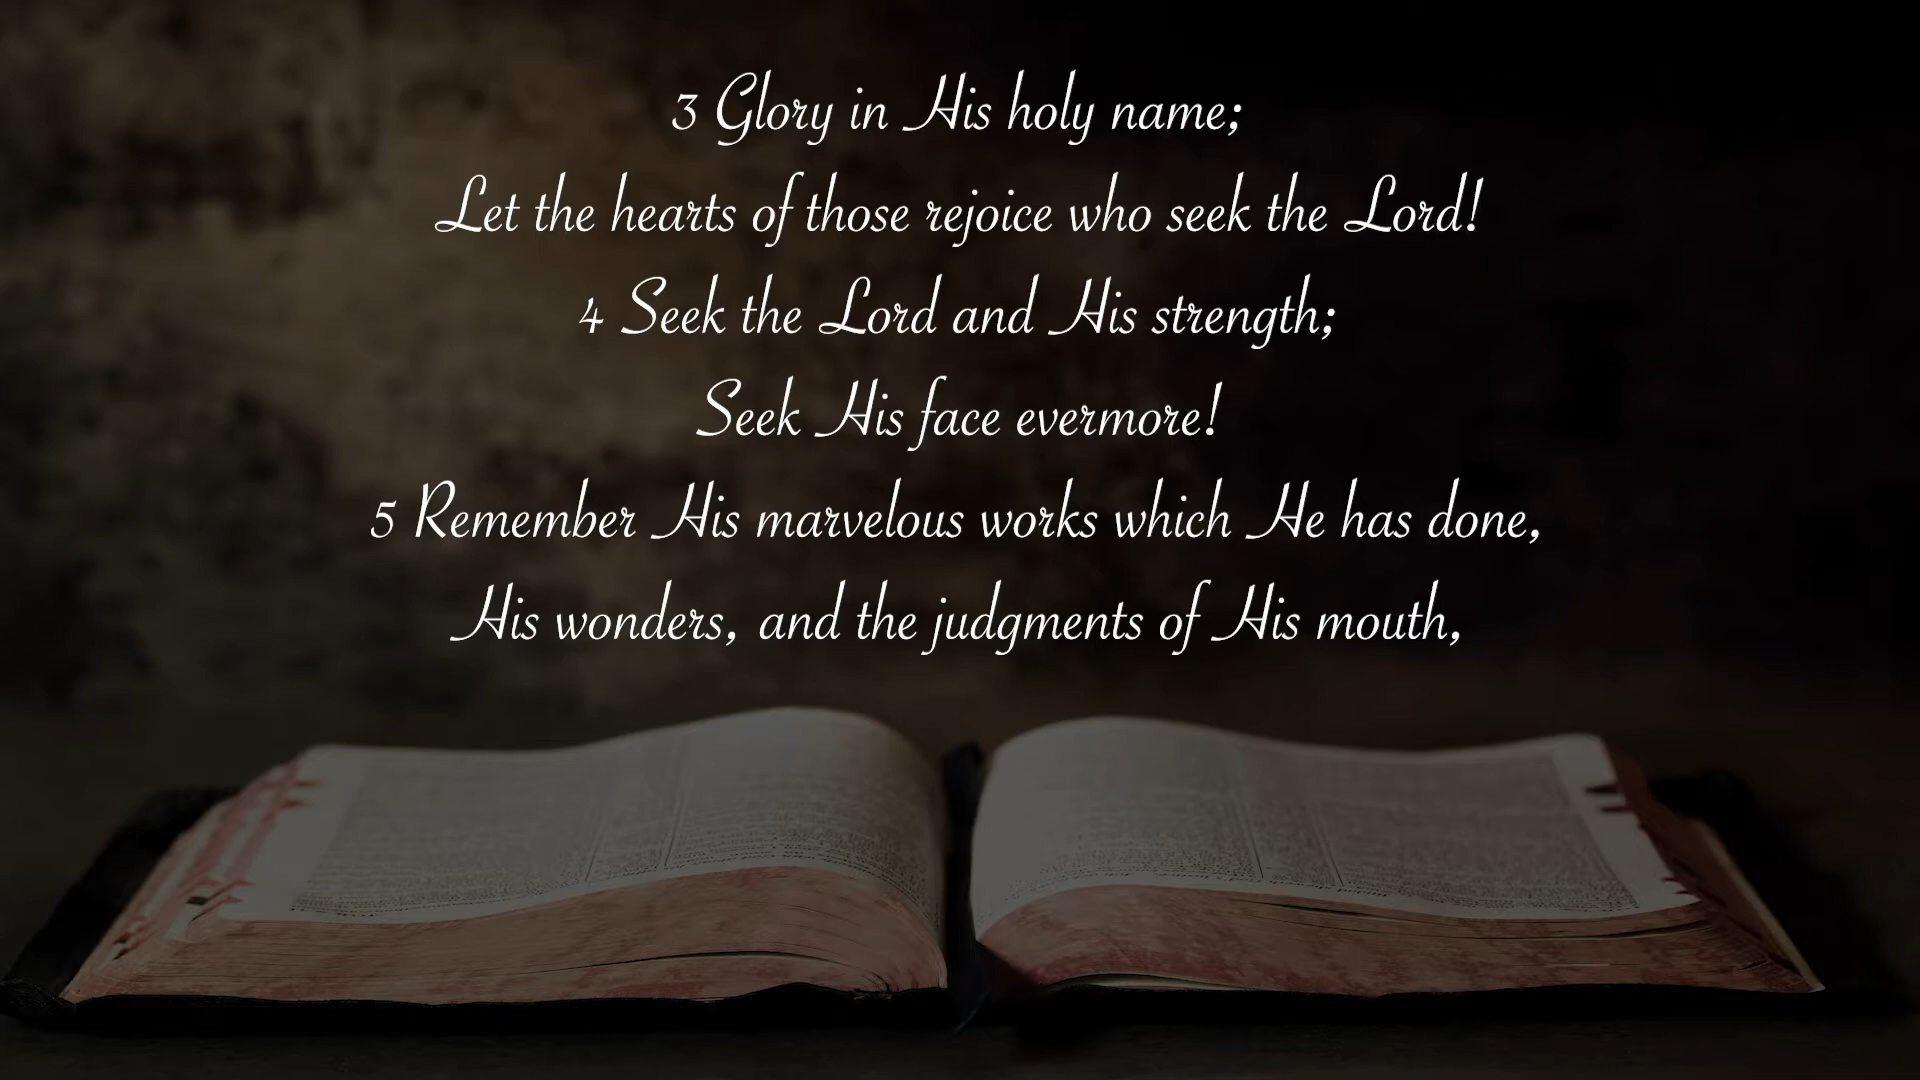 3 Glory in His holy name;
Let the hearts of those rejoice who seek the Lord!
4 Seek the Lord and His strength;
Seek His face evermore!
5 Remember His marvelous works which He has done,
His wonders, and the judgments of His mouth,